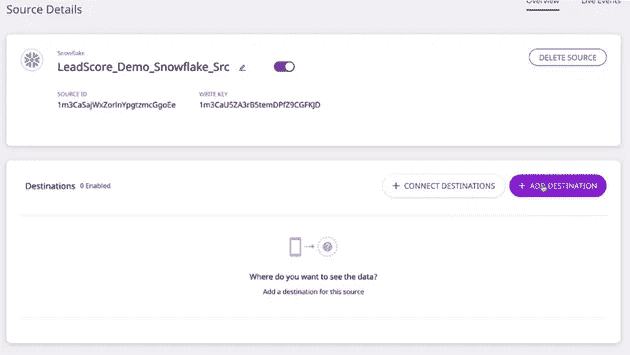 Overview Live Events
Source Details
Snowflake
LeadScore_Demo_Snowflake_Src
DELETE SOURCE
SOURCE ID WRITE KEY
1m3CaSajWxZorInYpgtzmcGgoEe 1m3CaU5ZA3rB5temDPfZ9CGFKJD
Destinations 0 Enabled + CONNECT DESTINATIONS + ADD DESTINATION
?
Where do you want to see the data?
Add a destination for this source